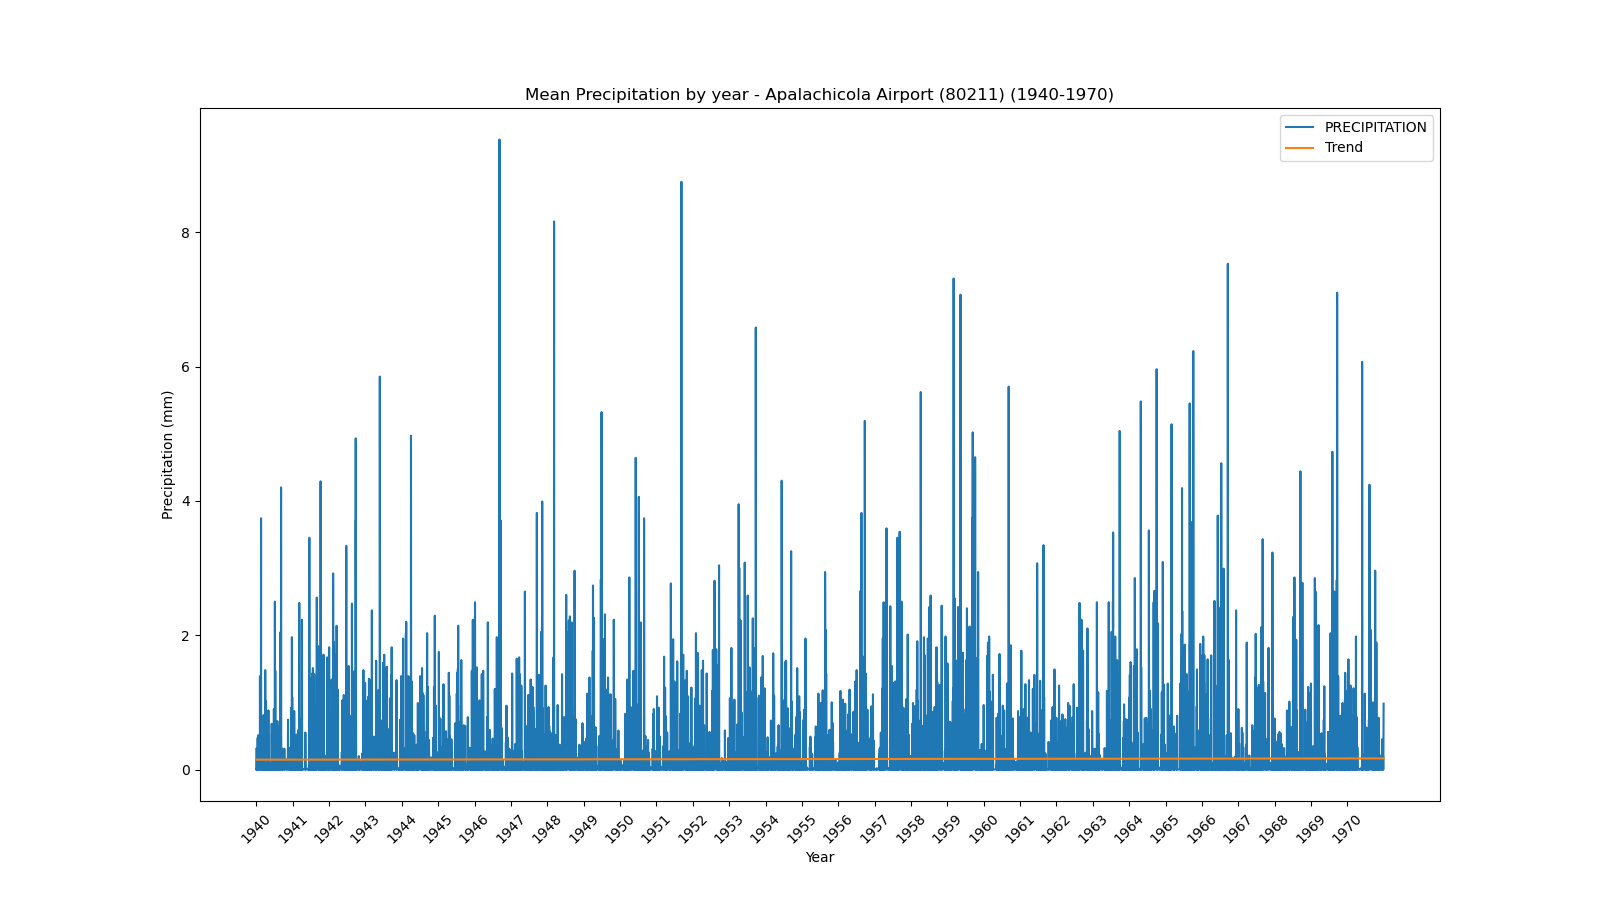 Mean Precipitation by year - Apalachicola Airport (80211) (1940-1970)
PRECIPITATION
Trend
8
6
4
2
0
Precipitation (mm)
1940 1941 1942 1943 1944 1945 1946 1947 1948 1949 1950 1951 1952 1953 1954 1955 1956 1957 1958 1959 1960 1961 1962 1963 1964 1965 1966 1967 1968 1969 1970
Year